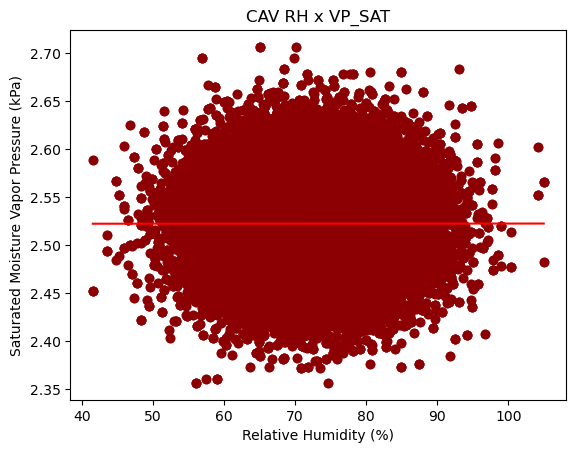 CAV RH x VP_SAT
Saturated Moisture Vapor Pressure (kPa)
2.70
2.65
2.60
2.55
2.50
2.45
2.40
2.35
40 50 60 70 80 90 100
Relative Humidity (%)